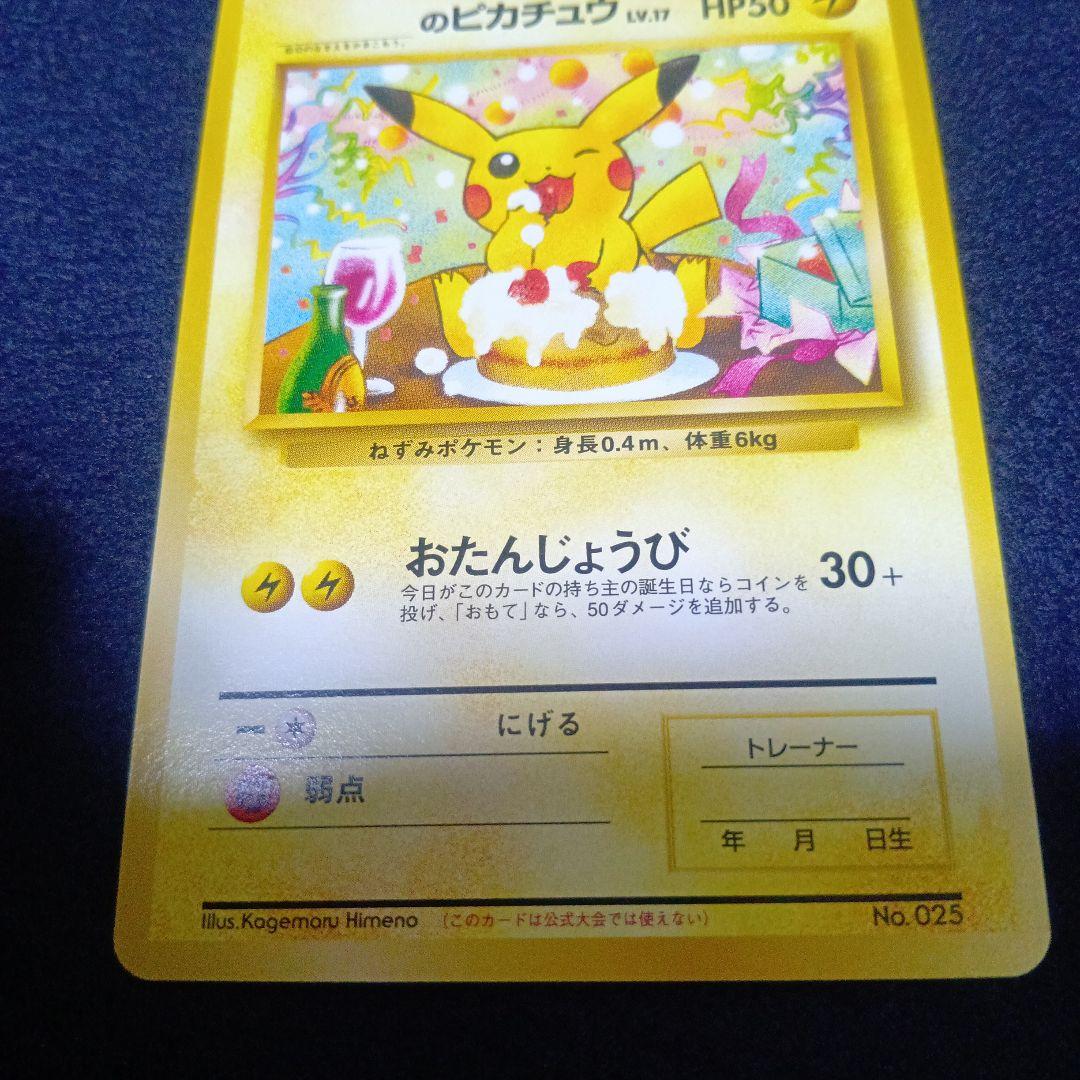 のピカチュウ LV.17 HP50
ねずみポケモン：身長0.4m、体重6kg
おたんじょうび 30+
今日がこのカードの持ち主の誕生日ならコインを
投げ、「おもて」なら、50ダメージを追加する。
にげる
弱点
トレーナー
年 月 日生
Illus.Kagemaru Himeno （このカードは公式大会では使えない） No.025